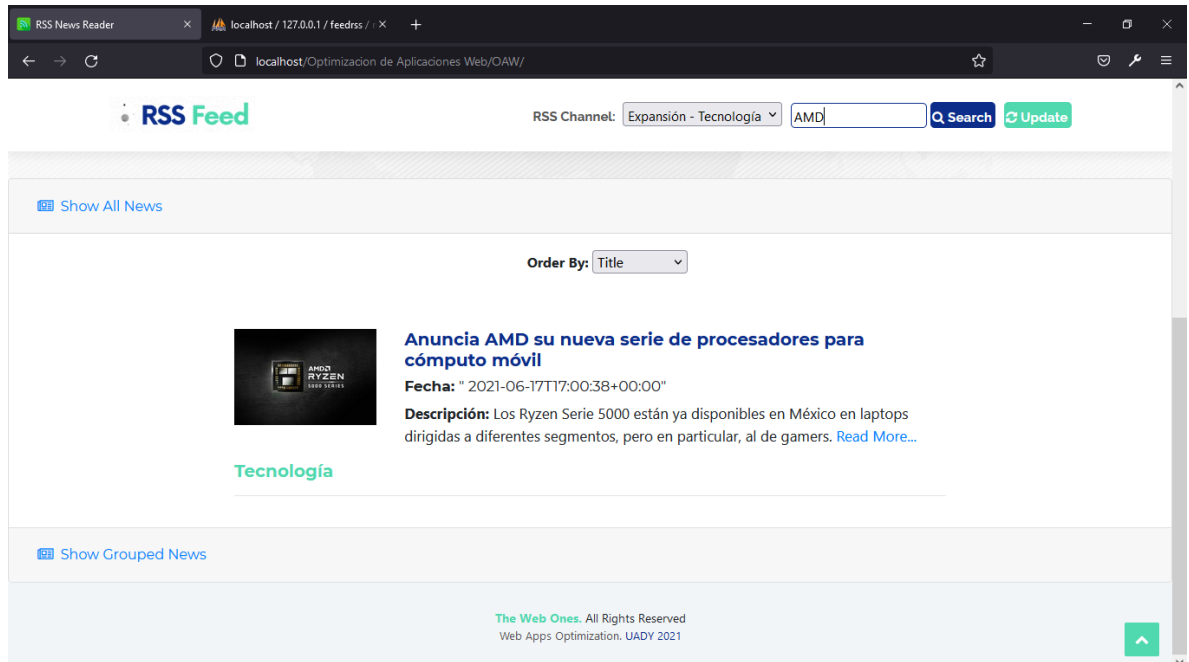 RSS News Reader
localhost / 127.0.0.1 / feedrss /
localhost/Optimizacion de Aplicaciones Web/OAW/
RSS Feed
RSS Channel: Expansión - Tecnología AMD Search Update
Show All News
Order By: Title
AMD
RYZEN
5000 SERIES
Anuncia AMD su nueva serie de procesadores para
cómputo móvil
Fecha: " 2021-06-17T17:00:38+00:00"
Descripción: Los Ryzen Serie 5000 están ya disponibles en México en laptops
dirigidas a diferentes segmentos, pero en particular, al de gamers. Read More...
Tecnología
Show Grouped News
The Web Ones. All Rights Reserved
Web Apps Optimization. UADY 2021